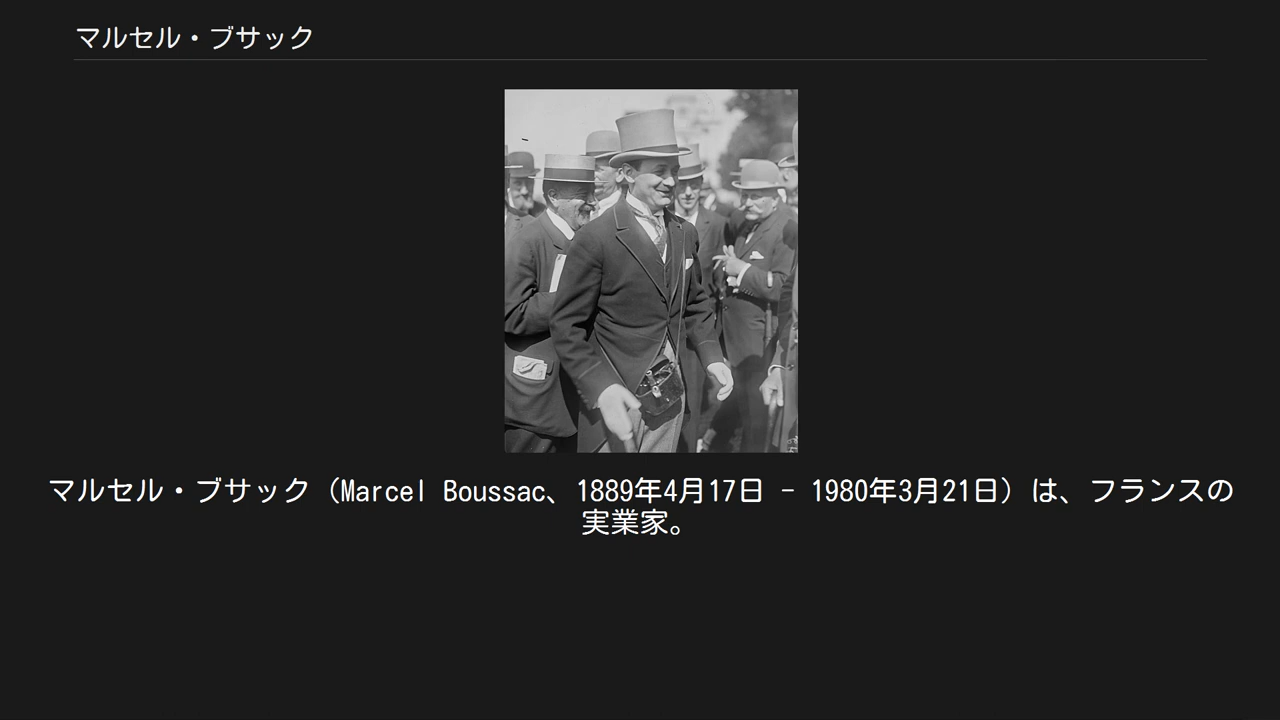 マルセル・ブサック
マルセル・ブサック（Marcel Boussac、1889年4月17日 - 1980年3月21日）は、フランスの
実業家。